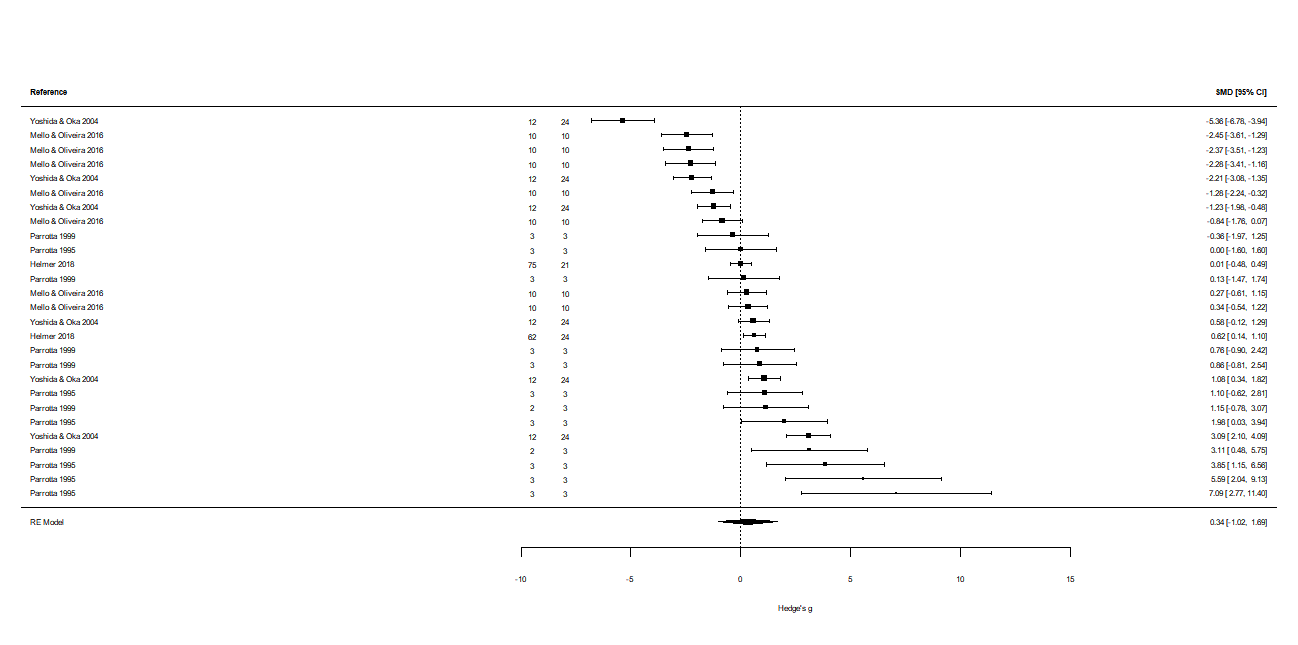 Reference SMD [95% CI]
Yoshida & Oka 2004 12 24 -5.36 [-6.78, -3.94]
Mello & Oliveira 2016 10 10 -2.45 [-3.61, -1.29]
Mello & Oliveira 2016 10 10 -2.37 [-3.51, -1.23]
Mello & Oliveira 2016 10 10 -2.28 [-3.41, -1.16]
Yoshida & Oka 2004 12 24 -2.21 [-3.08, -1.35]
Mello & Oliveira 2016 10 10 -1.28 [-2.24, -0.32]
Yoshida & Oka 2004 12 24 -1.23 [-1.98, -0.48]
Mello & Oliveira 2016 10 10 -0.84 [-1.76, 0.07]
Parrotta 1999 3 3 -0.36 [-1.97, 1.25]
Parrotta 1995 3 3 0.00 [-1.60, 1.60]
Helmer 2018 75 21 0.01 [-0.48, 0.49]
Parrotta 1999 3 3 0.13 [-1.47, 1.74]
Mello & Oliveira 2016 10 10 0.27 [-0.61, 1.15]
Mello & Oliveira 2016 10 10 0.34 [-0.54, 1.22]
Yoshida & Oka 2004 12 24 0.58 [-0.12, 1.29]
Helmer 2018 62 24 0.62 [ 0.14, 1.10]
Parrotta 1999 3 3 0.76 [-0.90, 2.42]
Parrotta 1999 3 3 0.86 [-0.81, 2.54]
Yoshida & Oka 2004 12 24 1.08 [ 0.34, 1.82]
Parrotta 1995 3 3 1.10 [-0.62, 2.81]
Parrotta 1999 2 3 1.15 [-0.78, 3.07]
Parrotta 1995 3 3 1.98 [ 0.03, 3.94]
Yoshida & Oka 2004 12 24 3.09 [ 2.10, 4.09]
Parrotta 1999 2 3 3.11 [ 0.48, 5.75]
Parrotta 1995 3 3 3.85 [ 1.15, 6.56]
Parrotta 1995 3 3 5.59 [ 2.04, 9.13]
Parrotta 1995 3 3 7.09 [ 2.77, 11.40]
RE Model 0.34 [-1.02, 1.69]
-10 -5 0 5 10 15
Hedge's g